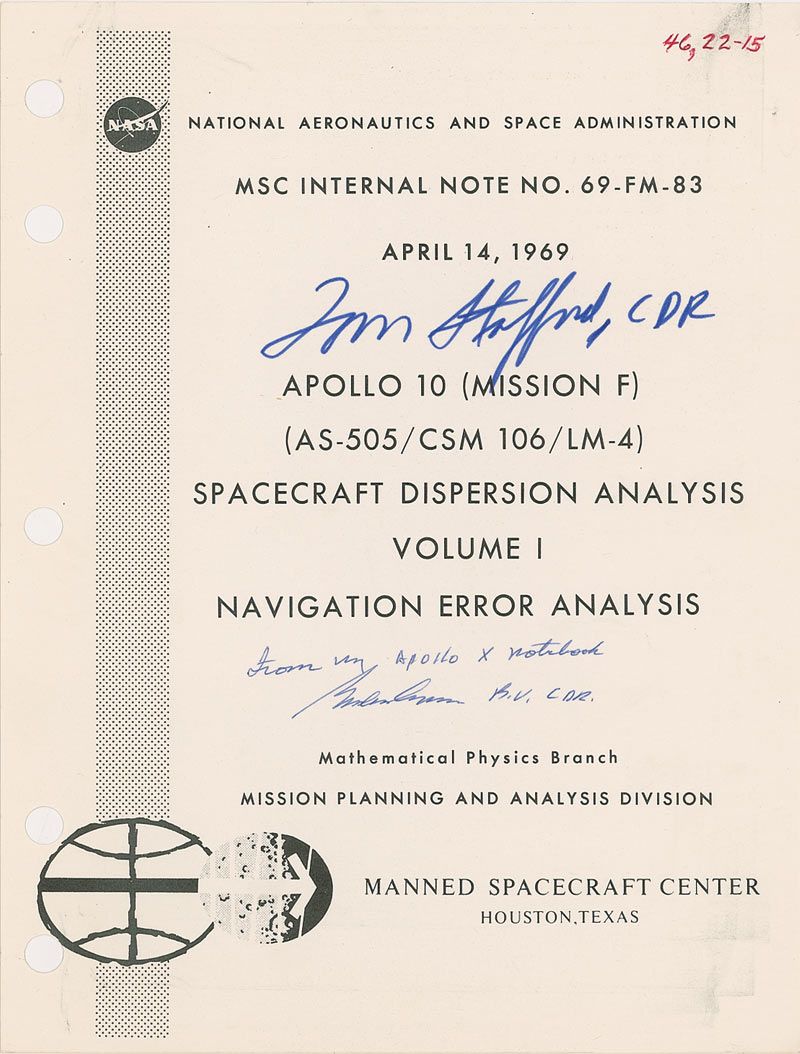 46, 22-15
NASA
NATIONAL AERONAUTICS AND SPACE ADMINISTRATION
MSC INTERNAL NOTE NO. 69-FM-83
APRIL 14, 1969
Tom Stafford, CDR
APOLLO 10 (MISSION F)
(AS-505/CSM 106/LM-4)
SPACECRAFT DISPERSION ANALYSIS
VOLUME I
NAVIGATION ERROR ANALYSIS
From my Apollo X notebook
CDR.
Mathematical Physics Branch
MISSION PLANNING AND ANALYSIS DIVISION
MANNED SPACECRAFT CENTER
HOUSTON, TEXAS